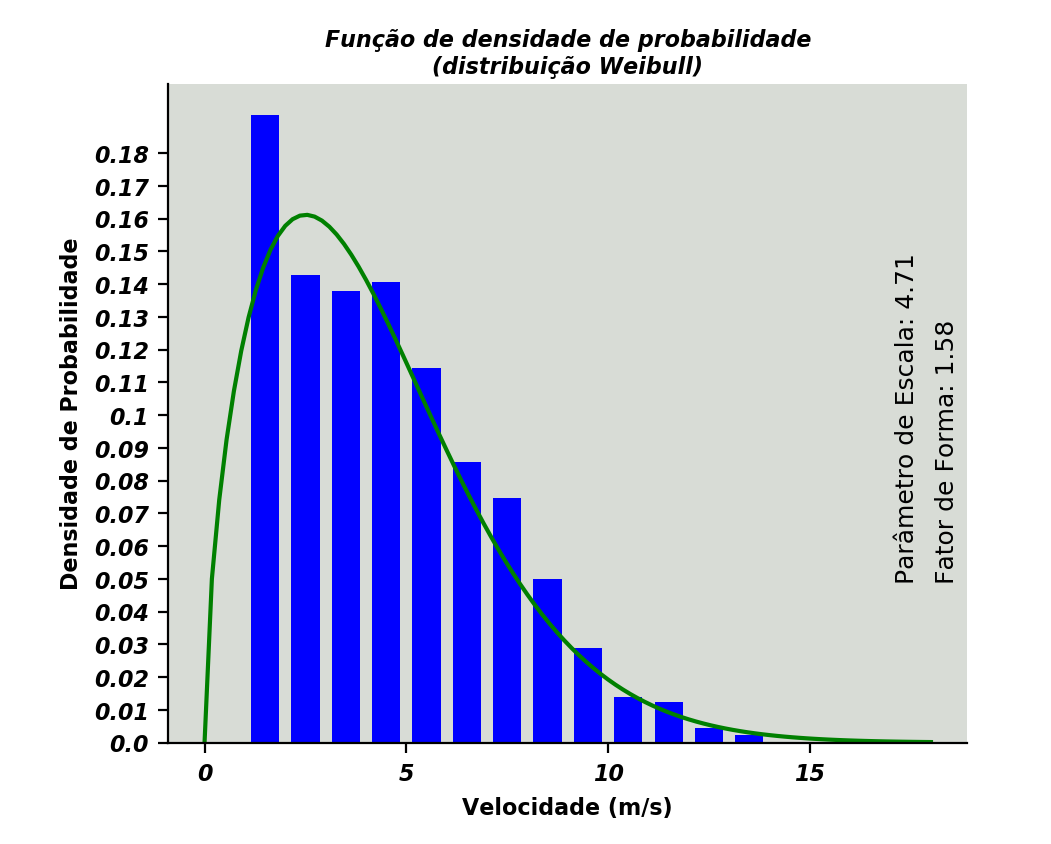 Função de densidade de probabilidade
(distribuição Weibull)
0.18
0.17
0.16
0.15
0.14
0.13
0.12
0.11
0.1
0.09
0.08
0.07
0.06
0.05
0.04
0.03
0.02
0.01
0.0
Densidade de Probabilidade
Parâmetro de Escala: 4.71
Fator de Forma: 1.58
0 5 10 15
Velocidade (m/s)